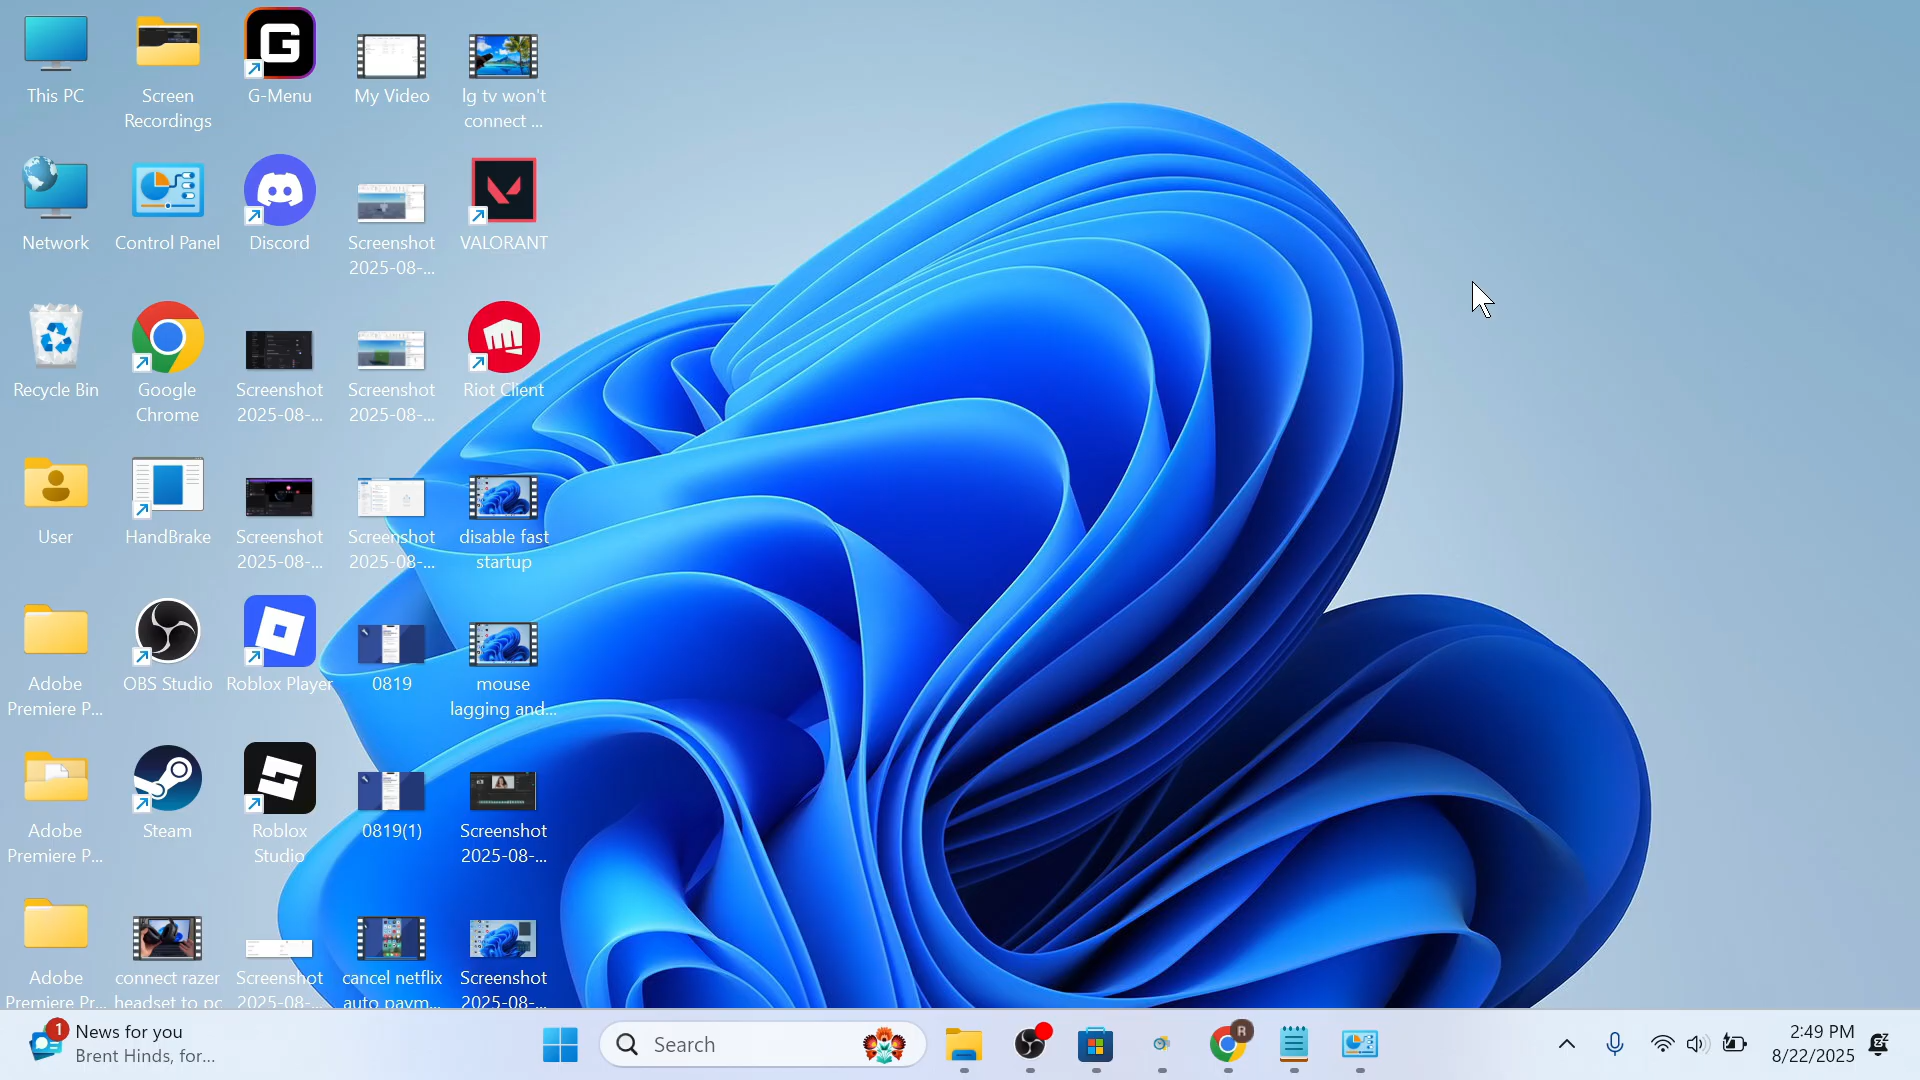 This PC
Screen
Recordings
G-Menu
My Video
lg tv won't
connect ...
Network
Control Panel
Discord
Screenshot
2025-08-...
VALORANT
Recycle Bin
Google
Chrome
Screenshot
2025-08-...
Screenshot
2025-08-...
Riot Client
User
HandBrake
Screenshot
2025-08-...
Screenshot
2025-08-...
disable fast
startup
Adobe
Premiere P...
OBS Studio
Roblox Player
0819
mouse
lagging and...
Adobe
Premiere P...
Steam
Roblox
Studio
0819(1)
Screenshot
2025-08-...
Adobe
Premiere Pr...
connect razer
headset to pc
Screenshot
2025-08-...
cancel netflix
auto paym...
Screenshot
2025-08-...
1
News for you
Brent Hinds, for...
Search
R
2:49 PM
8/22/2025